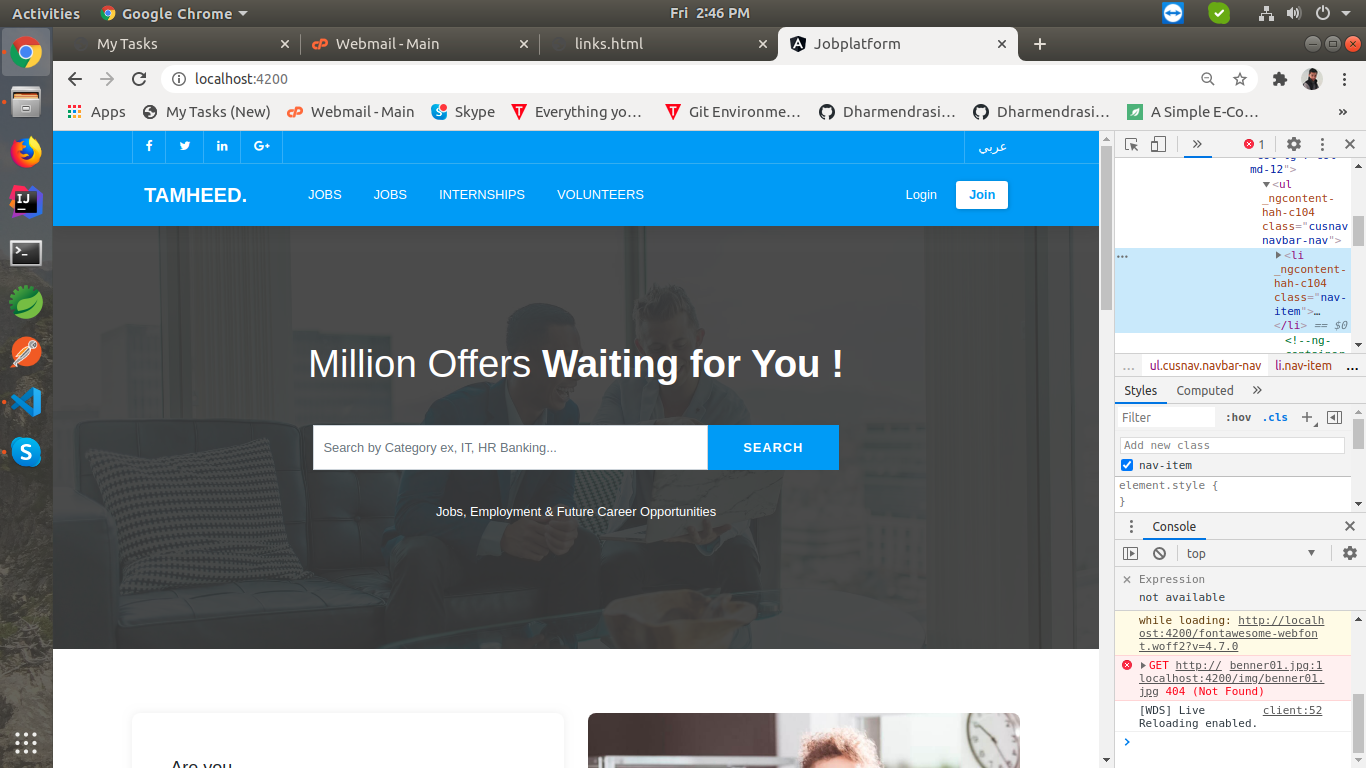 Activities
Google Chrome
Fri 2:46 PM
My Tasks
Webmail - Main
links.html
Jobplatform
localhost:4200
Apps
My Tasks (New)
Webmail - Main
Skype
Everything yo…
Git Environme…
Dharmendrasi…
Dharmendrasi…
A Simple E-Co…
عربي
TAMHEED.
JOBS
JOBS
INTERNSHIPS
VOLUNTEERS
Login
Join
Million Offers Waiting for You !
Search by Category ex, IT, HR Banking...
SEARCH
Jobs, Employment & Future Career Opportunities
Are you
1
md-12">
<ul
_ngcontent-
hah-c104
class="cusnav
navbar-nav">
<li
_ngcontent-
hah-c104
class="nav-
item">…
</li> == $0
<!--ng-
container
ul.cusnav.navbar-nav
li.nav-item
Styles
Computed
Filter
:hov
.cls
Add new class
nav-item
element.style {
}
Console
top
Expression
not available
while loading: http://localh
ost:4200/fontawesome-webfon
t.woff2?v=4.7.0
GET http:// benner01.jpg:1
localhost:4200/img/benner01.
jpg 404 (Not Found)
[WDS] Live client:52
Reloading enabled.